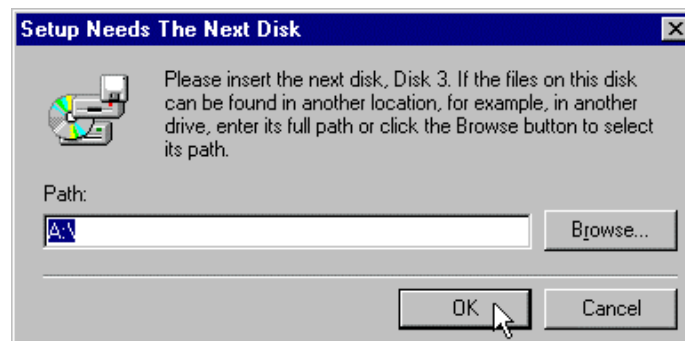 Setup Needs The Next Disk
Please insert the next disk, Disk 3. If the files on this disk
can be found in another location, for example, in another
drive, enter its full path or click the Browse button to select
its path.
Path:
A:\
Browse...
OK
Cancel